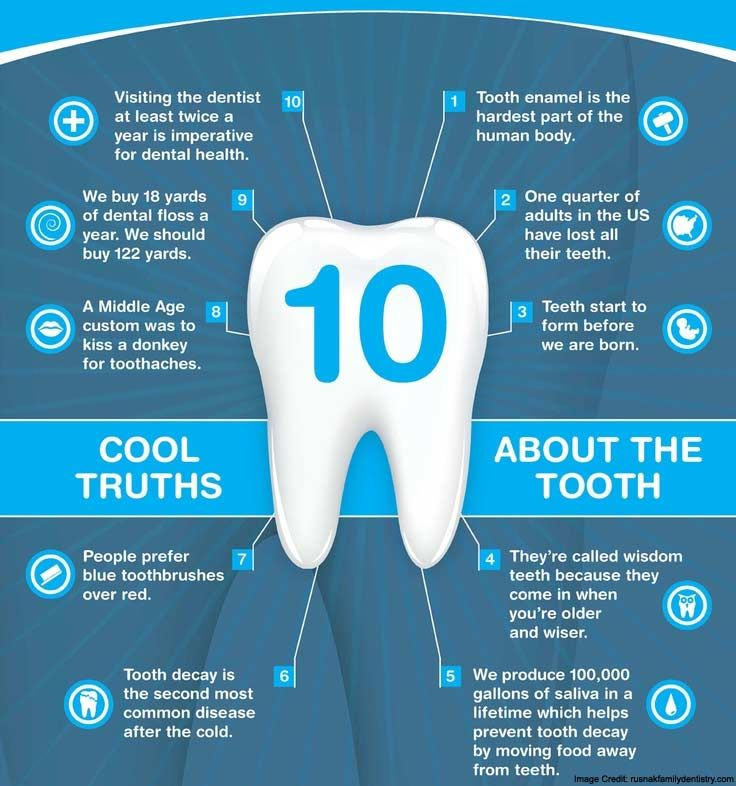 10
COOL
TRUTHS
ABOUT THE
TOOTH
1
Tooth enamel is the
hardest part of the
human body.
2
One quarter of
adults in the US
have lost all
their teeth.
3
Teeth start to
form before
we are born.
4
They're called wisdom
teeth because they
come in when
you're older
and wiser.
5
We produce 100,000
gallons of saliva in a
lifetime which helps
prevent tooth decay
by moving food away
from teeth.
6
Tooth decay is
the second most
common disease
after the cold.
7
People prefer
blue toothbrushes
over red.
8
A Middle Age
custom was to
kiss a donkey
for toothaches.
9
We buy 18 yards
of dental floss a
year. We should
buy 122 yards.
10
Visiting the dentist
at least twice a
year is imperative
for dental health.
Image Credit: rusnakfamilydentistry.com